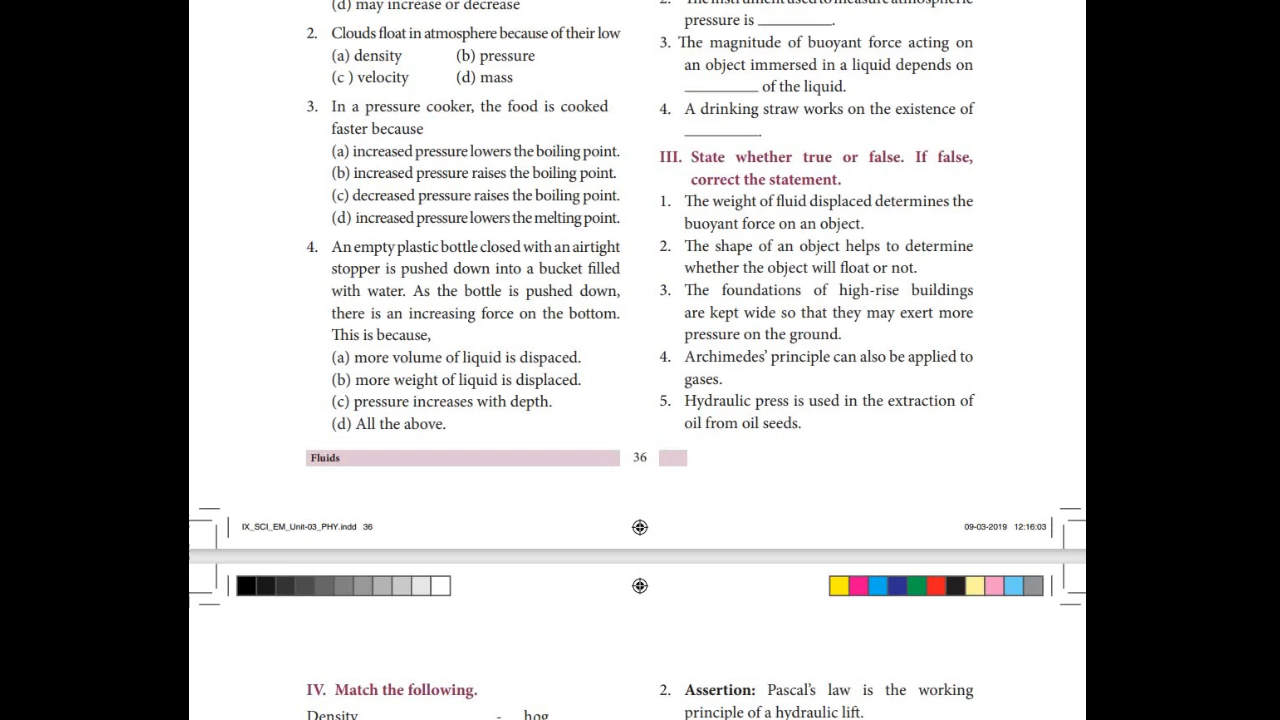 (d) may increase or decrease
2. Clouds float in atmosphere because of their low
(a) density (b) pressure
(c ) velocity (d) mass
3. In a pressure cooker, the food is cooked
faster because
(a) increased pressure lowers the boiling point.
(b) increased pressure raises the boiling point.
(c) decreased pressure raises the boiling point.
(d) increased pressure lowers the melting point.
4. An empty plastic bottle closed with an airtight
stopper is pushed down into a bucket filled
with water. As the bottle is pushed down,
there is an increasing force on the bottom.
This is because,
(a) more volume of liquid is dispaced.
(b) more weight of liquid is displaced.
(c) pressure increases with depth.
(d) All the above.
2. The instrument used to measure atmospheric
pressure is _________.
3. The magnitude of buoyant force acting on
an object immersed in a liquid depends on
_________ of the liquid.
4. A drinking straw works on the existence of
_________.
III. State whether true or false. If false,
correct the statement.
1. The weight of fluid displaced determines the
buoyant force on an object.
2. The shape of an object helps to determine
whether the object will float or not.
3. The foundations of high-rise buildings
are kept wide so that they may exert more
pressure on the ground.
4. Archimedes’ principle can also be applied to
gases.
5. Hydraulic press is used in the extraction of
oil from oil seeds.
Fluids 36
IX_SCI_EM_Unit-03_PHY.indd 36 09-03-2019 12:16:03
IV. Match the following.
Density - hρg
2. Assertion: Pascal’s law is the working
principle of a hydraulic lift.